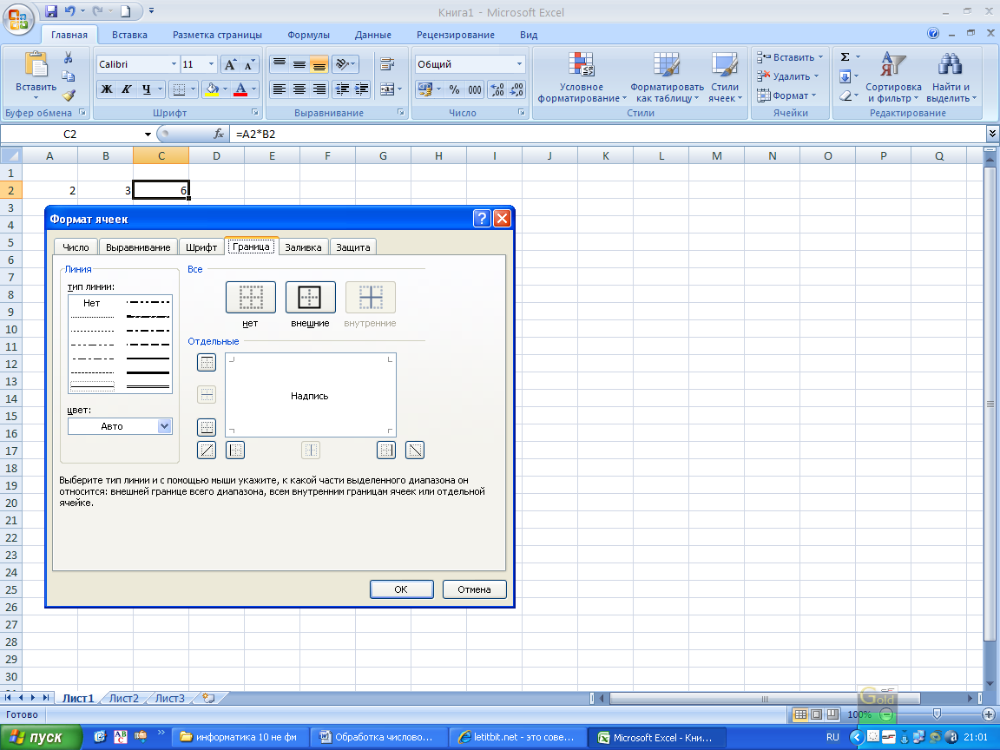 Книга1 - Microsoft Excel
Главная Вставка Разметка страницы Формулы Данные Рецензирование Вид
Вставить
Буфер обмена
Calibri 11
Ж К Ч
Шрифт
Выравнивание
Общий
% 000
Число
Условное форматирование
Форматировать как таблицу
Стили ячеек
Стили
Вставить
Удалить
Формат
Ячейки
Σ
Сортировка и фильтр
Найти и выделить
Редактирование
C2 fx =A2*B2
A B C D E F G H I J K L M N O P Q
1
2 2 3 6
3
4
5
6
7
8
9
10
11
12
13
14
15
16
17
18
19
20
21
22
23
24
25
26
27
28
29
30
Формат ячеек
Число Выравнивание Шрифт Граница Заливка Защита
Линия
тип линии:
Нет
цвет:
Авто
Все
нет внешние внутренние
Отдельные
Надпись
Выберите тип линии и с помощью мыши укажите, к какой части выделенного диапазона он
относится: внешней границе всего диапазона, всем внутренним границам ячеек или отдельной
ячейке.
ОК Отмена
Лист1 Лист2 Лист3
Готово
Gold
100%
пуск
информатика 10 не фм
Обработка числово...
letitbit.net - это сове...
Microsoft Excel - Кни...
RU
21:01